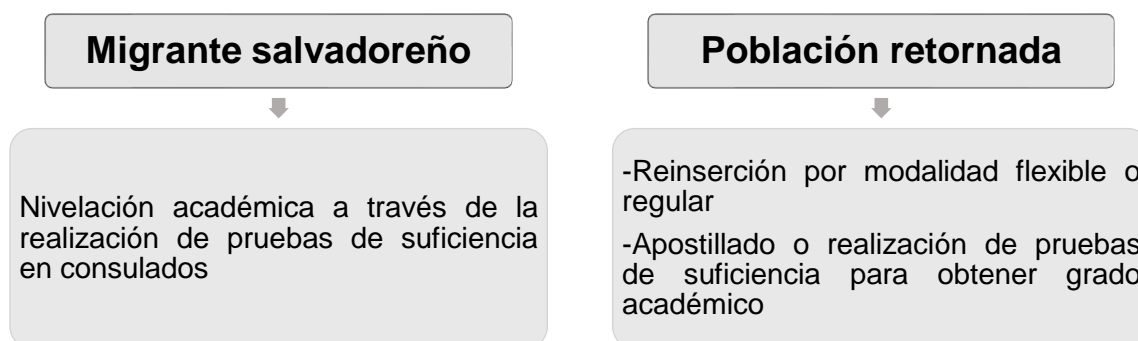 Migrante salvadoreño
Nivelación académica a través de la
realización de pruebas de suficiencia
en consulados
Población retornada
-Reinserción por modalidad flexible o
regular
-Apostillado o realización de pruebas
de suficiencia para obtener grado
académico